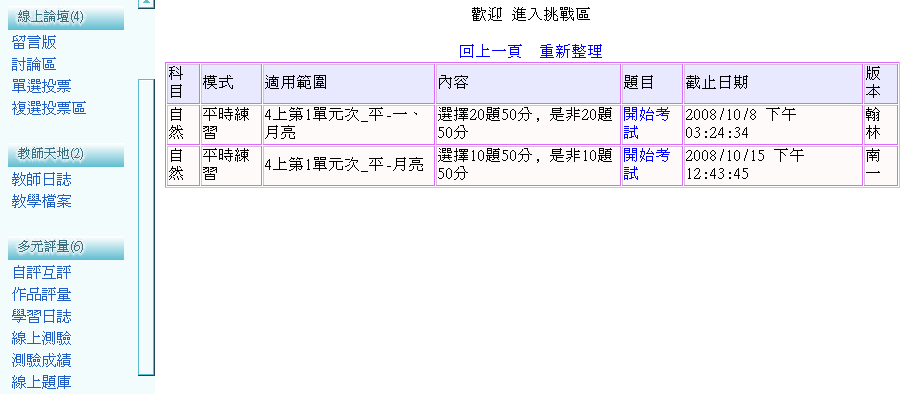 線上論壇(4)
留言版
討論區
單選投票
複選投票區
教師天地(2)
教師日誌
教學檔案
多元評量(6)
自評互評
作品評量
學習日誌
線上測驗
測驗成績
線上題庫
歡迎 進入挑戰區
回上一頁 重新整理
科目 模式 適用範圍 內容 題目 截止日期 版本
自然 平時練習 4上第1單元次_平-一、月亮 選擇20題50分, 是非20題50分 開始考試 2008/10/8 下午 03:24:34 翰林
自然 平時練習 4上第1單元次_平-月亮 選擇10題50分, 是非10題50分 開始考試 2008/10/15 下午 12:43:45 南一